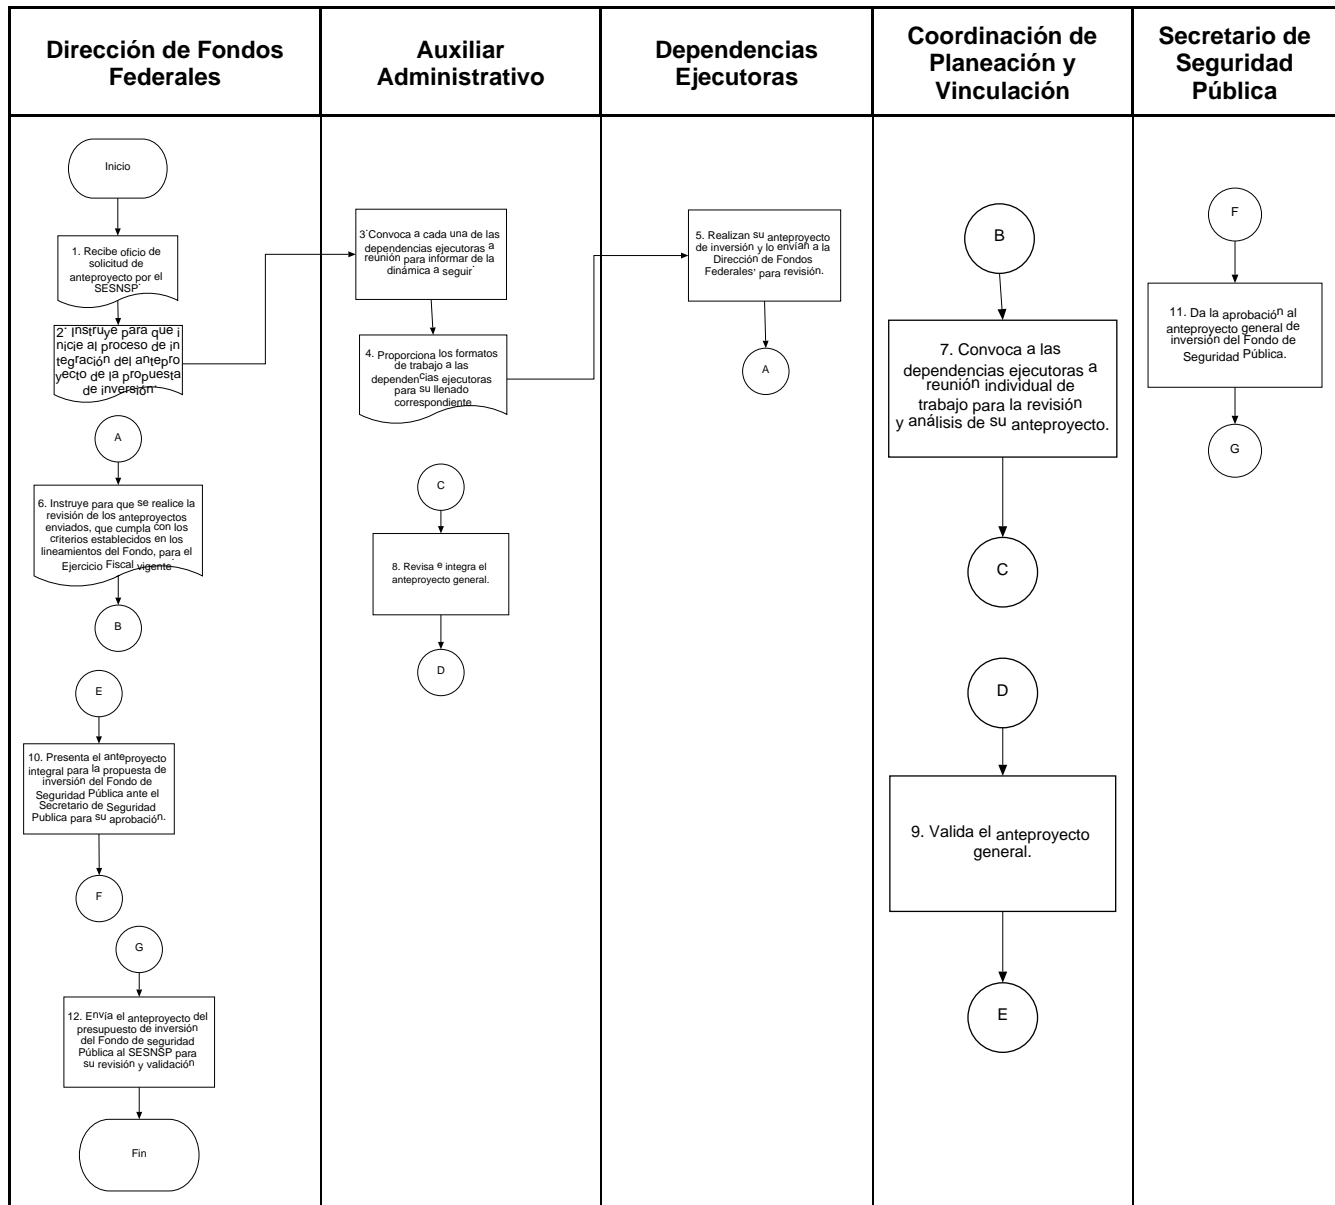 Dirección de Fondos
Federales
Auxiliar
Administrativo
Dependencias
Ejecutoras
Coordinación de
Planeación y
Vinculación
Secretario de
Seguridad
Pública
Inicio
1. Recibe oficio de
solicitud de
anteproyecto por el
SESNSP.
2. Instruye para que i
nicie al proceso de in
tegración del antepro
yecto de la propuesta
de inversión
A
6. Instruye para que se realice la
revisión de los anteproyectos
enviados, que cumpla con los
criterios establecidos en los
lineamientos del Fondo, para el
Ejercicio Fiscal vigente.
B
E
10. Presenta el anteproyecto
integral para la propuesta de
inversión del Fondo de
Seguridad Pública ante el
Secretario de Seguridad
Publica para su aprobación.
F
G
12. Envía el anteproyecto del
presupuesto de inversión
del Fondo de seguridad
Pública al SESNSP para
su revisión y validación
Fin
3.Convoca a cada una de las
dependencias ejecutoras a
reunión para informar de la
dinámica a seguir.
4. Proporciona los formatos
de trabajo a las
dependencias ejecutoras
para su llenado
correspondiente
C
8. Revisa e integra el
anteproyecto general.
D
5. Realizan su anteproyecto
de inversión y lo envían a la
Dirección de Fondos
Federales, para revisión.
A
B
7. Convoca a las
dependencias ejecutoras a
reunión individual de
trabajo para la revisión
y análisis de su anteproyecto.
C
D
9. Valida el anteproyecto
general.
E
F
11. Da la aprobación al
anteproyecto general de
inversión del Fondo de
Seguridad Pública.
G